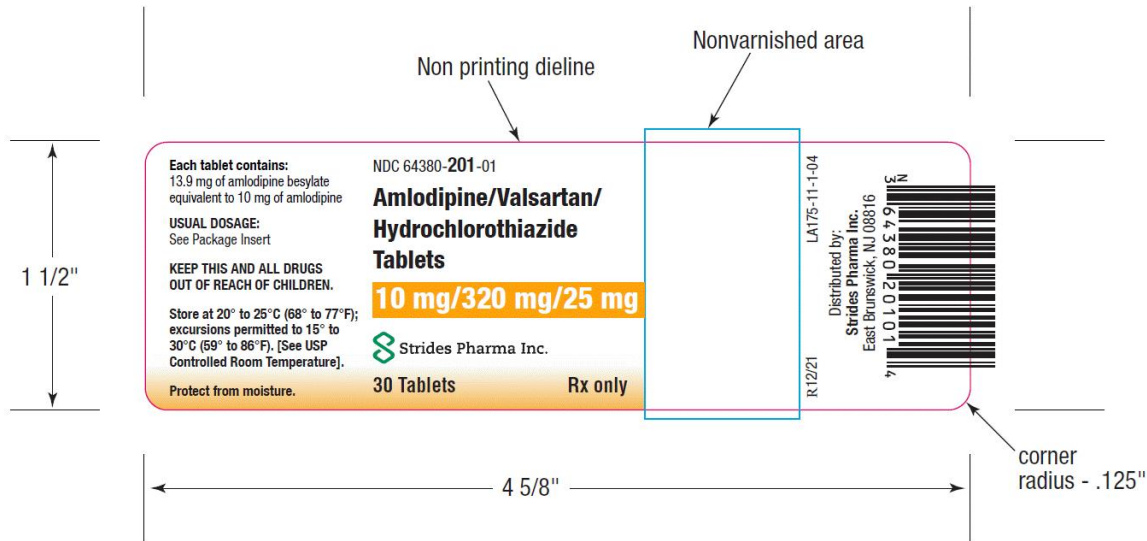 Nonvarnished area
Non printing dieline
1 1/2"
Each tablet contains:
13.9 mg of amlodipine besylate
equivalent to 10 mg of amlodipine
USUAL DOSAGE:
See Package Insert
KEEP THIS AND ALL DRUGS
OUT OF REACH OF CHILDREN.
Store at 20° to 25°C (68° to 77°F);
excursions permitted to 15° to
30°C (59° to 86°F). [See USP
Controlled Room Temperature].
Protect from moisture.
NDC 64380-201-01
Amlodipine/Valsartan/
Hydrochlorothiazide
Tablets
10 mg/320 mg/25 mg
Strides Pharma Inc.
30 Tablets Rx only
R12/21 LA175-11-1-04
Distributed by:
Strides Pharma Inc.
East Brunswick, NJ 08816
N
3 64380 20101 4
corner
radius - .125"
4 5/8"